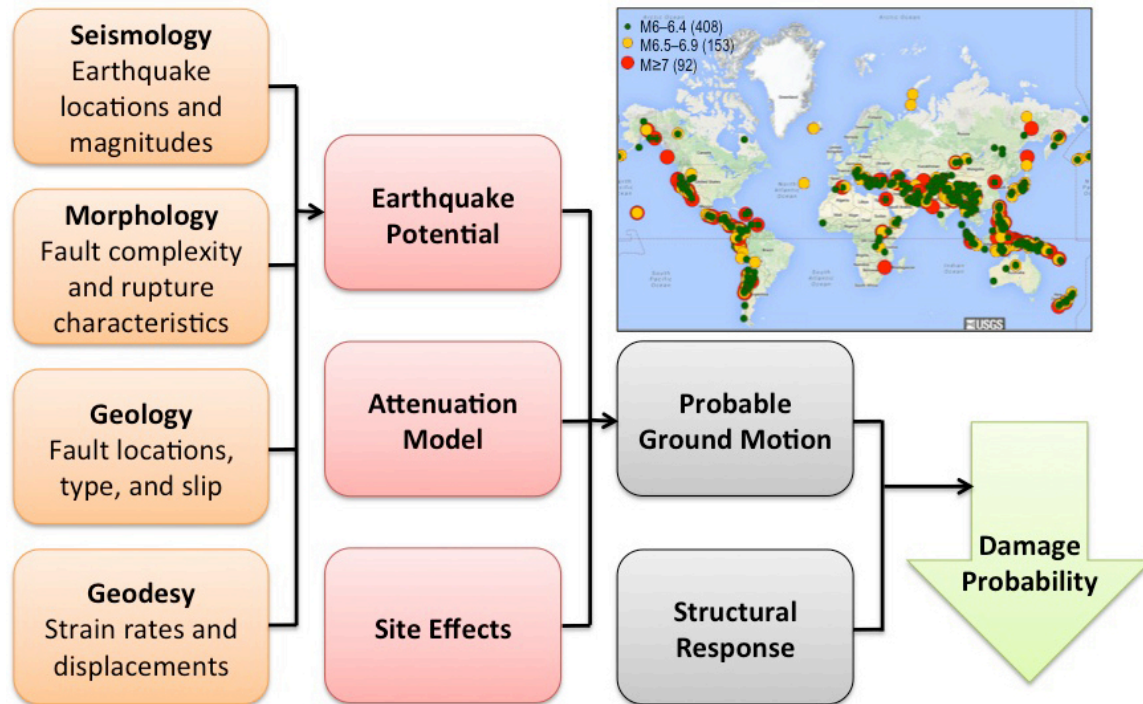 Seismology
Earthquake
locations and
magnitudes
Morphology
Fault complexity
and rupture
characteristics
Geology
Fault locations,
type, and slip
Geodesy
Strain rates and
displacements
Earthquake
Potential
Attenuation
Model
Site Effects
M6–6.4 (408)
M6.5–6.9 (153)
M≥7 (92)
USGS
Probable
Ground Motion
Structural
Response
Damage
Probability